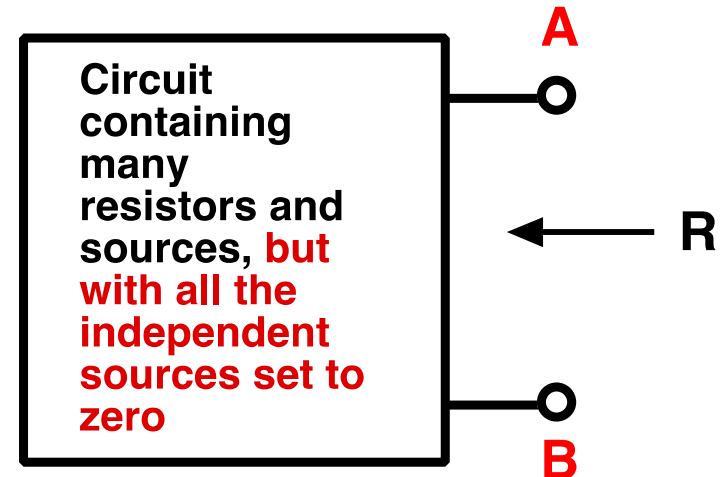 A
Circuit
containing
many
resistors and
sources, but
with all the
independent
sources set to
zero
R
B